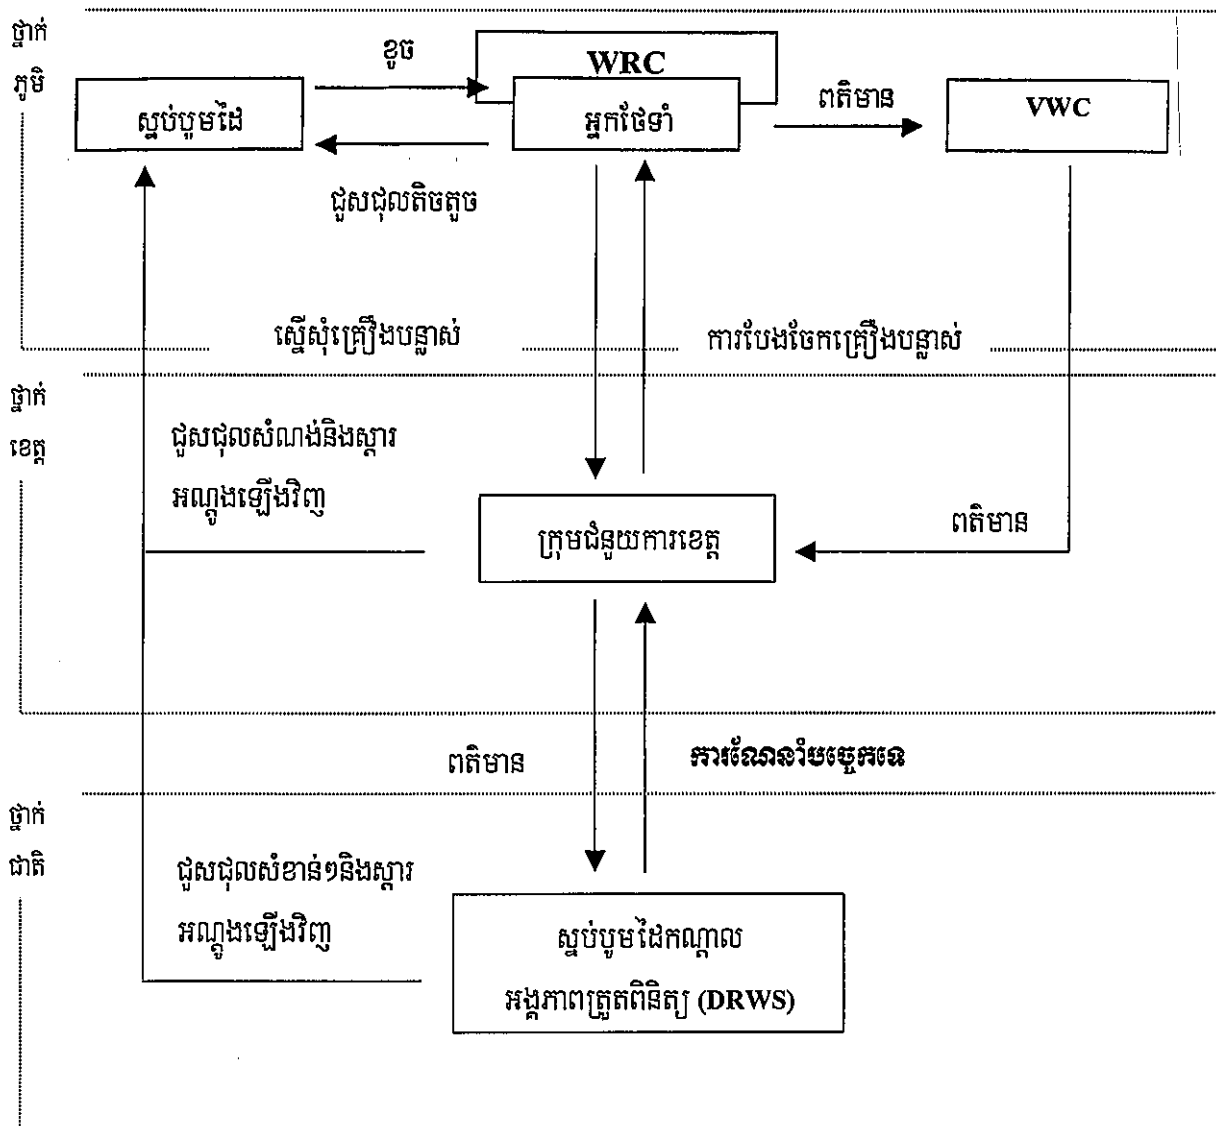 ថ្នាក់
ភូមិ
ខូច
WRC
ស្នប់បូមដៃ
អ្នកថែទាំ
ពត៌មាន
VWC
ជួសជុលតិចតួច
ស្នើសុំគ្រឿងបន្លាស់
ការបែងចែកគ្រឿងបន្លាស់
ថ្នាក់
ខេត្ត
ជួសជុលសំណង់និងស្តារ
អណ្តូងឡើងវិញ
ក្រុមជំនួយការខេត្ត
ពត៌មាន
ពត៌មាន
ការណែនាំបច្ចេកទេ
ថ្នាក់
ជាតិ
ជួសជុលសំខាន់ៗនិងស្តារ
អណ្តូងឡើងវិញ
ស្នប់បូមដៃកណ្តាល
អង្គភាពត្រួតពិនិត្យ (DRWS)